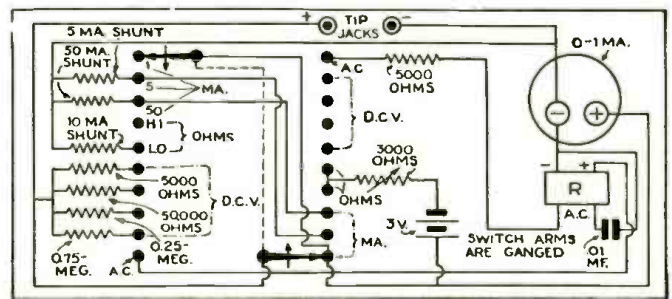 + TIP -
JACKS
5 MA. SHUNT
50 MA.
SHUNT
1
5
50
MA.
HI
LO
OHMS
10 MA
SHUNT
5000
OHMS
50,000
OHMS
D.C.V.
0.75-
MEG.
0.25-
MEG.
A.C.
A.C.
5000
OHMS
D.C.V.
3000
OHMS
OHMS
MA.
3V.
0-1 MA.
- +
- +
R
A.C.
SWITCH ARMS
ARE GANGED
.01
MF.